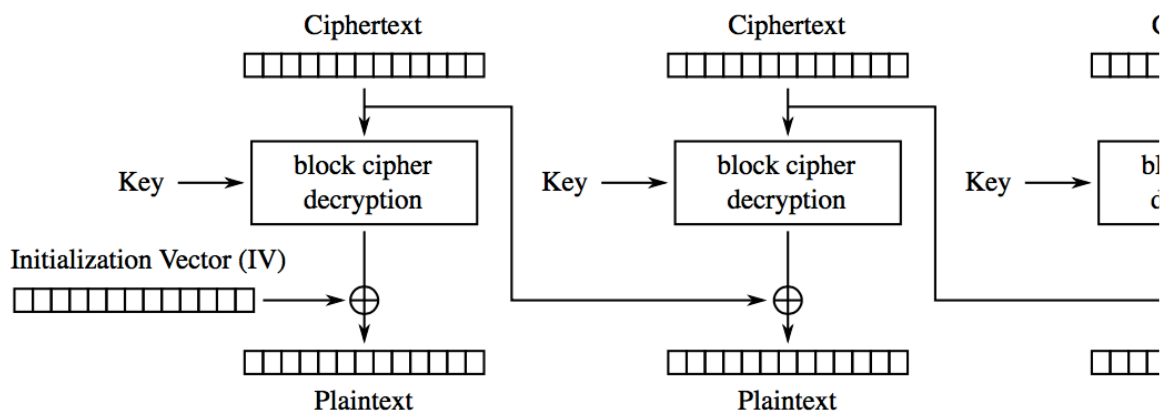 Ciphertext
Ciphertext
block cipher
decryption
block cipher
decryption
Key
Key
Key
Initialization Vector (IV)
Plaintext
Plaintext